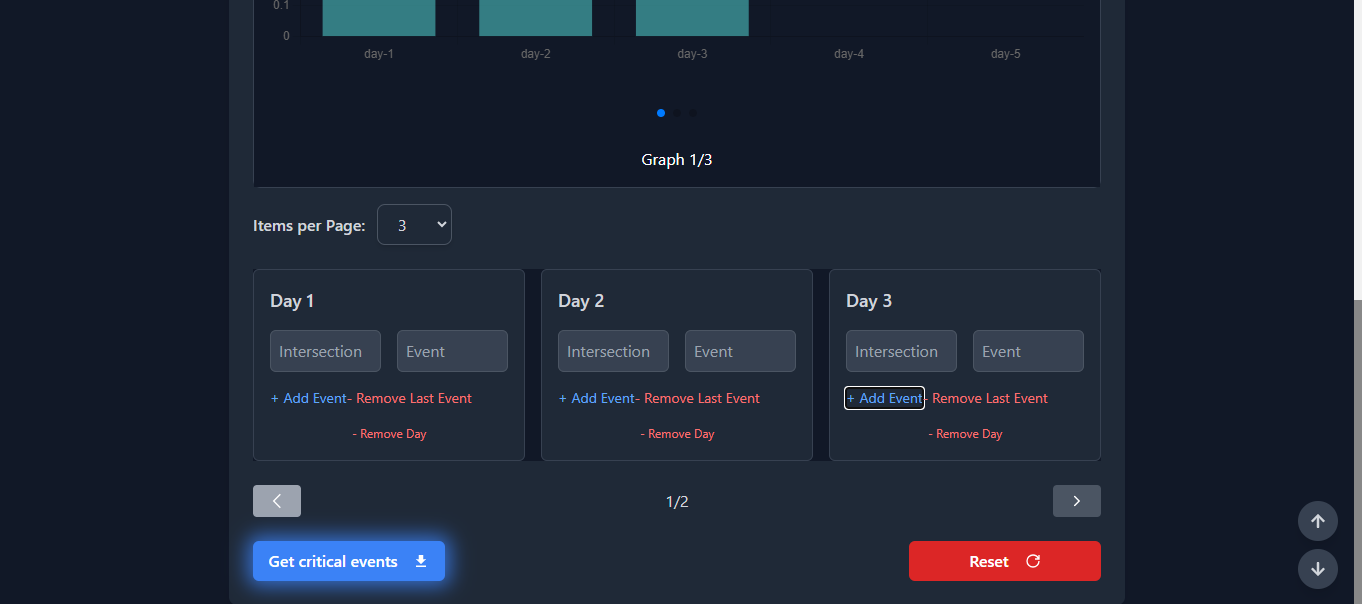 0.1
0
day-1 day-2 day-3 day-4 day-5
Graph 1/3
Items per Page: 3
Day 1 Day 2 Day 3
Intersection Event Intersection Event Intersection Event
+ Add Event- Remove Last Event + Add Event- Remove Last Event + Add Event- Remove Last Event
- Remove Day - Remove Day - Remove Day
1/2
Get critical events Reset